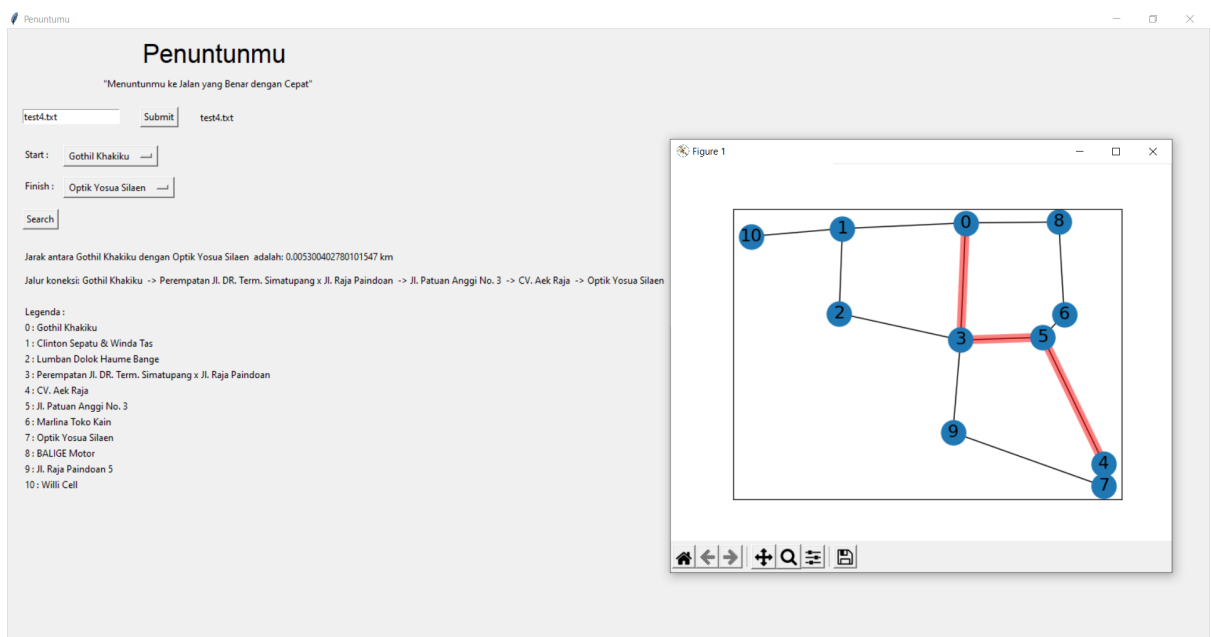 Penuntumu
Penuntunmu
"Menuntunmu ke Jalan yang Benar dengan Cepat"
test4.txt Submit test4.txt
Start : Gothil Khakiku
Finish : Optik Yosua Silaen
Search
Jarak antara Gothil Khakiku dengan Optik Yosua Silaen adalah: 0.005300402780101547 km
Jalur koneksi: Gothil Khakiku -> Perempatan Jl. DR. Term. Simatupang x Jl. Raja Paindoan -> Jl. Patuan Anggi No. 3 -> CV. Aek Raja -> Optik Yosua Silaen
Legenda :
0 : Gothil Khakiku
1 : Clinton Sepatu & Winda Tas
2 : Lumban Dolok Haume Bange
3 : Perempatan Jl. DR. Term. Simatupang x Jl. Raja Paindoan
4 : CV. Aek Raja
5 : Jl. Patuan Anggi No. 3
6 : Marlina Toko Kain
7 : Optik Yosua Silaen
8 : BALIGE Motor
9 : Jl. Raja Paindoan 5
10 : Willi Cell
Figure 1
10 1 0 8
2 6
3 5
9
4
7